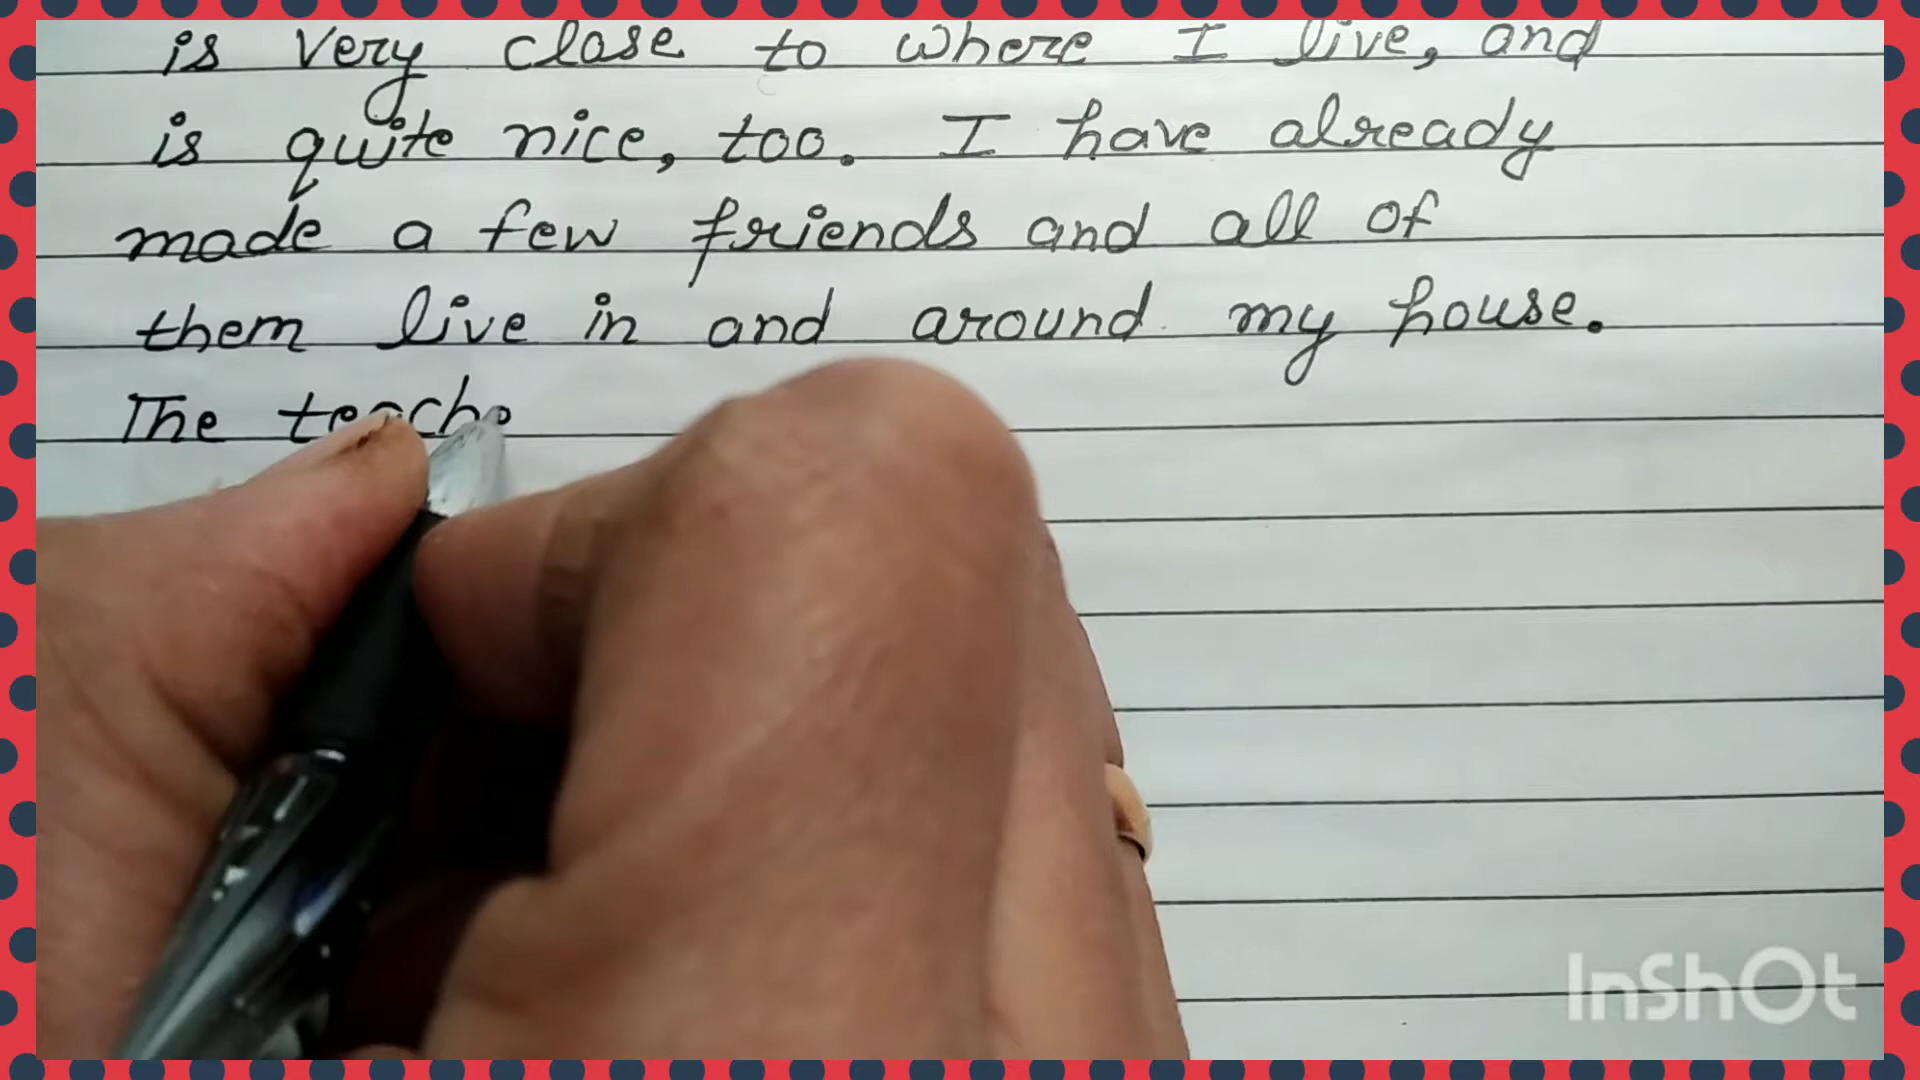 is very close to where I live, and
is quite nice, too. I have already
made a few friends and all of
them live in and around my house.
The teache
InShOt